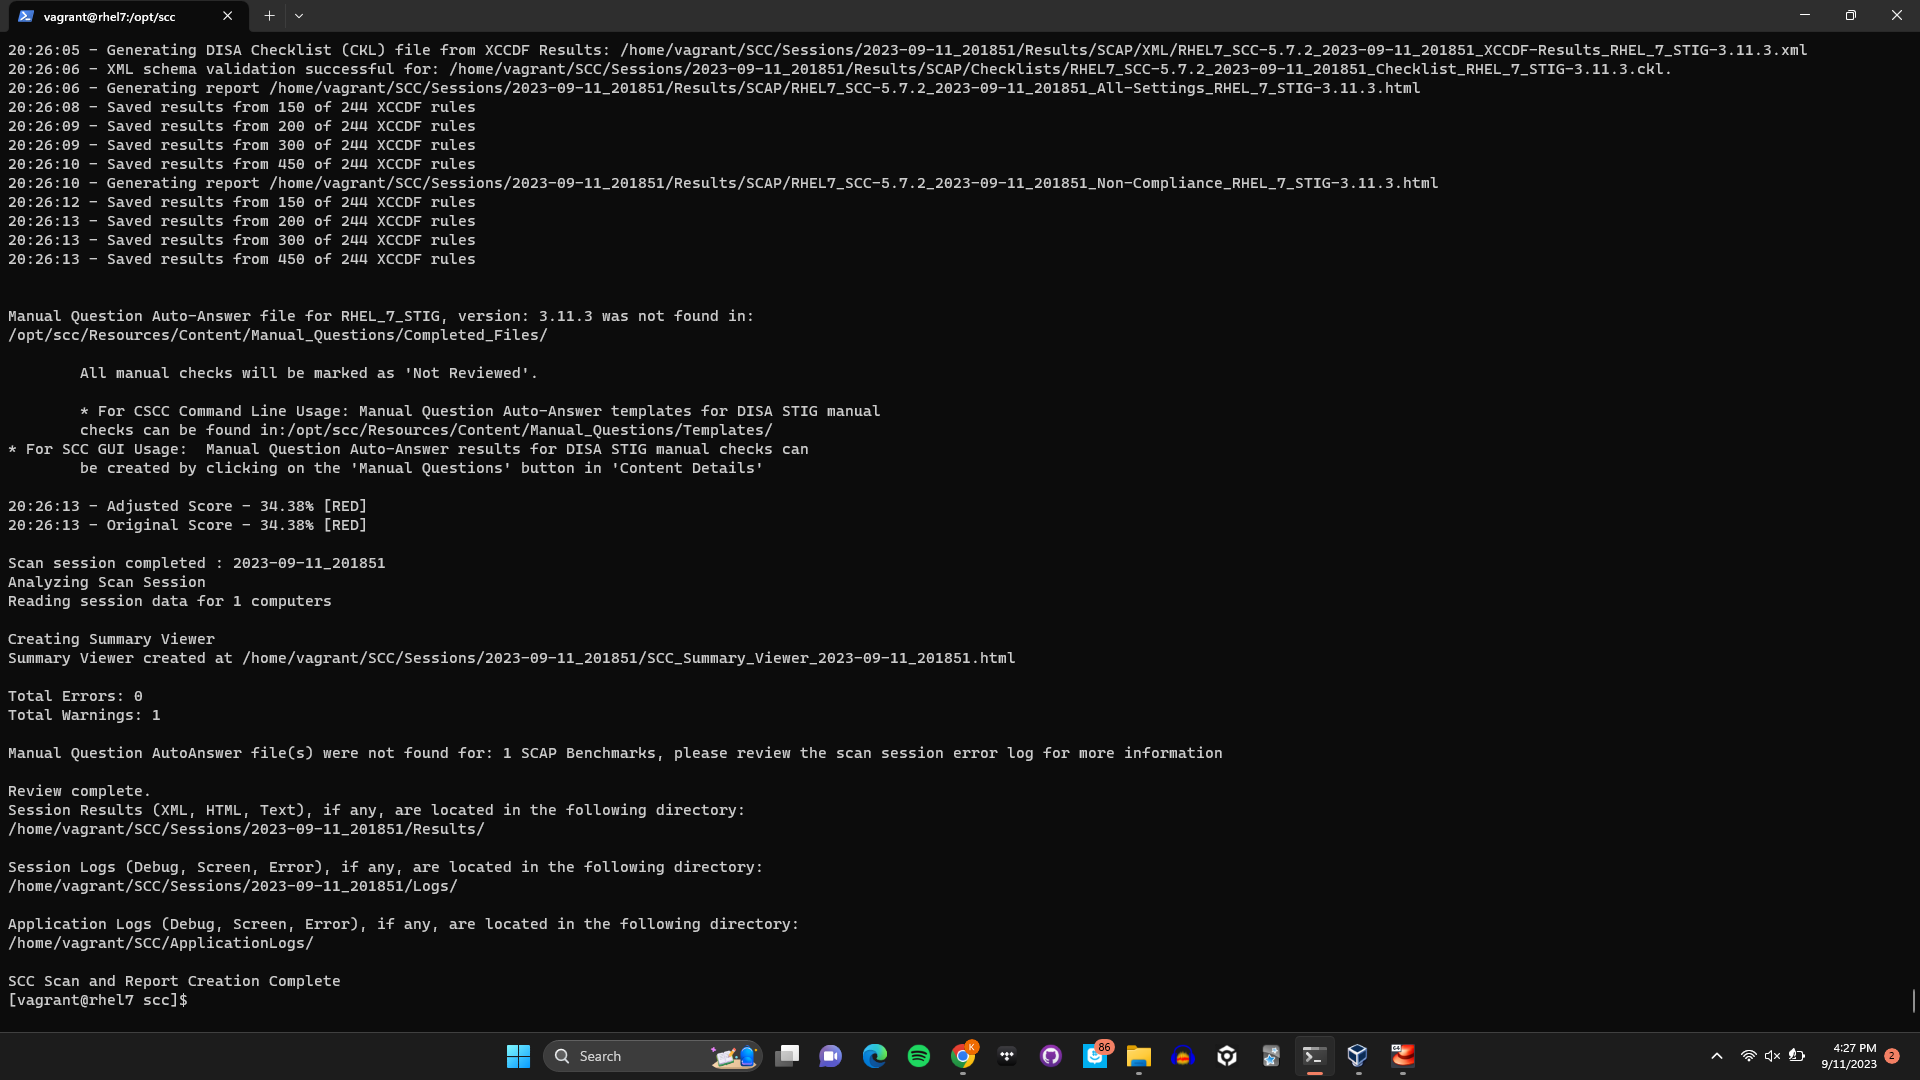 vagrant@rhel7:/opt/scc
20:26:05 - Generating DISA Checklist (CKL) file from XCCDF Results: /home/vagrant/SCC/Sessions/2023-09-11_201851/Results/SCAP/XML/RHEL7_SCC-5.7.2_2023-09-11_201851_XCCDF-Results_RHEL_7_STIG-3.11.3.xml
20:26:06 - XML schema validation successful for: /home/vagrant/SCC/Sessions/2023-09-11_201851/Results/SCAP/Checklists/RHEL7_SCC-5.7.2_2023-09-11_201851_Checklist_RHEL_7_STIG-3.11.3.ckl.
20:26:06 - Generating report /home/vagrant/SCC/Sessions/2023-09-11_201851/Results/SCAP/RHEL7_SCC-5.7.2_2023-09-11_201851_All-Settings_RHEL_7_STIG-3.11.3.html
20:26:08 - Saved results from 150 of 244 XCCDF rules
20:26:09 - Saved results from 200 of 244 XCCDF rules
20:26:09 - Saved results from 300 of 244 XCCDF rules
20:26:10 - Saved results from 450 of 244 XCCDF rules
20:26:10 - Generating report /home/vagrant/SCC/Sessions/2023-09-11_201851/Results/SCAP/RHEL7_SCC-5.7.2_2023-09-11_201851_Non-Compliance_RHEL_7_STIG-3.11.3.html
20:26:12 - Saved results from 150 of 244 XCCDF rules
20:26:13 - Saved results from 200 of 244 XCCDF rules
20:26:13 - Saved results from 300 of 244 XCCDF rules
20:26:13 - Saved results from 450 of 244 XCCDF rules
Manual Question Auto-Answer file for RHEL_7_STIG, version: 3.11.3 was not found in:
/opt/scc/Resources/Content/Manual_Questions/Completed_Files/
All manual checks will be marked as 'Not Reviewed'.
* For CSCC Command Line Usage: Manual Question Auto-Answer templates for DISA STIG manual
checks can be found in:/opt/scc/Resources/Content/Manual_Questions/Templates/
* For SCC GUI Usage:  Manual Question Auto-Answer results for DISA STIG manual checks can
be created by clicking on the 'Manual Questions' button in 'Content Details'
20:26:13 - Adjusted Score - 34.38% [RED]
20:26:13 - Original Score - 34.38% [RED]
Scan session completed : 2023-09-11_201851
Analyzing Scan Session
Reading session data for 1 computers
Creating Summary Viewer
Summary Viewer created at /home/vagrant/SCC/Sessions/2023-09-11_201851/SCC_Summary_Viewer_2023-09-11_201851.html
Total Errors: 0
Total Warnings: 1
Manual Question AutoAnswer file(s) were not found for: 1 SCAP Benchmarks, please review the scan session error log for more information
Review complete.
Session Results (XML, HTML, Text), if any, are located in the following directory:
/home/vagrant/SCC/Sessions/2023-09-11_201851/Results/
Session Logs (Debug, Screen, Error), if any, are located in the following directory:
/home/vagrant/SCC/Sessions/2023-09-11_201851/Logs/
Application Logs (Debug, Screen, Error), if any, are located in the following directory:
/home/vagrant/SCC/ApplicationLogs/
SCC Scan and Report Creation Complete
[vagrant@rhel7 scc]$
Search
K
86
64
4:27 PM
9/11/2023
2